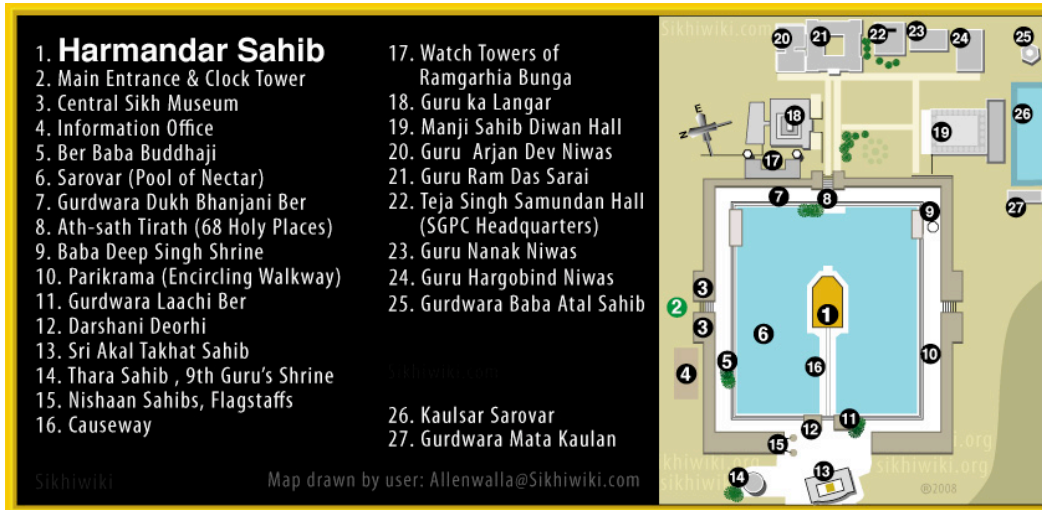 1. Harmandar Sahib
2. Main Entrance & Clock Tower
3. Central Sikh Museum
4. Information Office
5. Ber Baba Buddhaji
6. Sarovar (Pool of Nectar)
7. Gurdwara Dukh Bhanjani Ber
8. Ath-sath Tirath (68 Holy Places)
9. Baba Deep Singh Shrine
10. Parikrama (Encircling Walkway)
11. Gurdwara Laachi Ber
12. Darshani Deorhi
13. Sri Akal Takhat Sahib
14. Thara Sahib , 9th Guru's Shrine
15. Nishaan Sahibs, Flagstaffs
16. Causeway
Sikhiwiki
17. Watch Towers of
Ramgarhia Bunga
18. Guru ka Langar
19. Manji Sahib Diwan Hall
20. Guru Arjan Dev Niwas
21. Guru Ram Das Sarai
22. Teja Singh Samundan Hall
(SGPC Headquarters)
23. Guru Nanak Niwas
24. Guru Hargobind Niwas
25. Gurdwara Baba Atal Sahib
Sikhiwiki.com
26. Kaulsar Sarovar
27. Gurdwara Mata Kaulan
Map drawn by user: Allenwalla@Sikhiwiki.com
Sikhiwiki.com
20 21 22 23 24 25
26
E
N
18 19
17
7 8 9 27
3
2 1
3 6
10
4 5 16
12 11
15
14 13
sikhiwiki.org
®2008